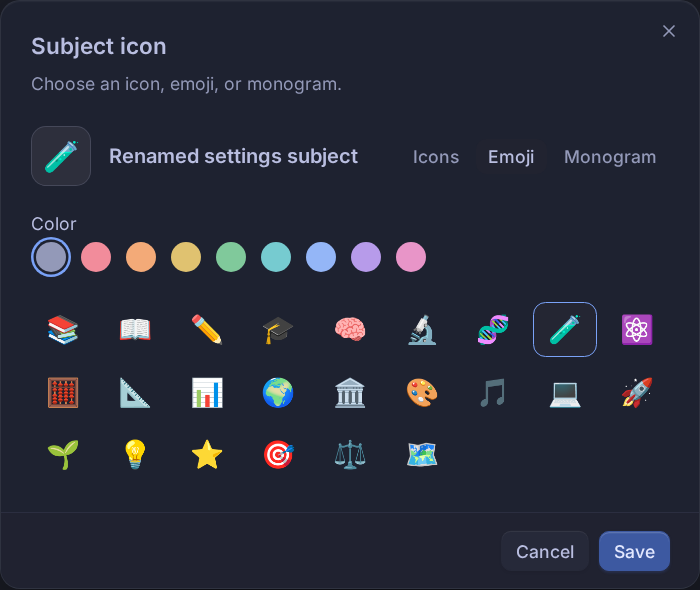 Subject icon
Choose an icon, emoji, or monogram.
Renamed settings subject
Icons Emoji Monogram
Color
Cancel Save